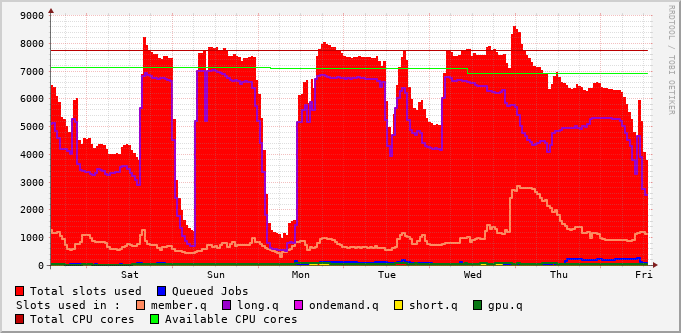 9000
8000
7000
6000
5000
4000
3000
2000
1000
0
Sat Sun Mon Tue Wed Thu Fri
RRDTOOL / TOBI OETIKER
Total slots used Queued Jobs
Slots used in : member.q long.q ondemand.q short.q gpu.q
Total CPU cores Available CPU cores